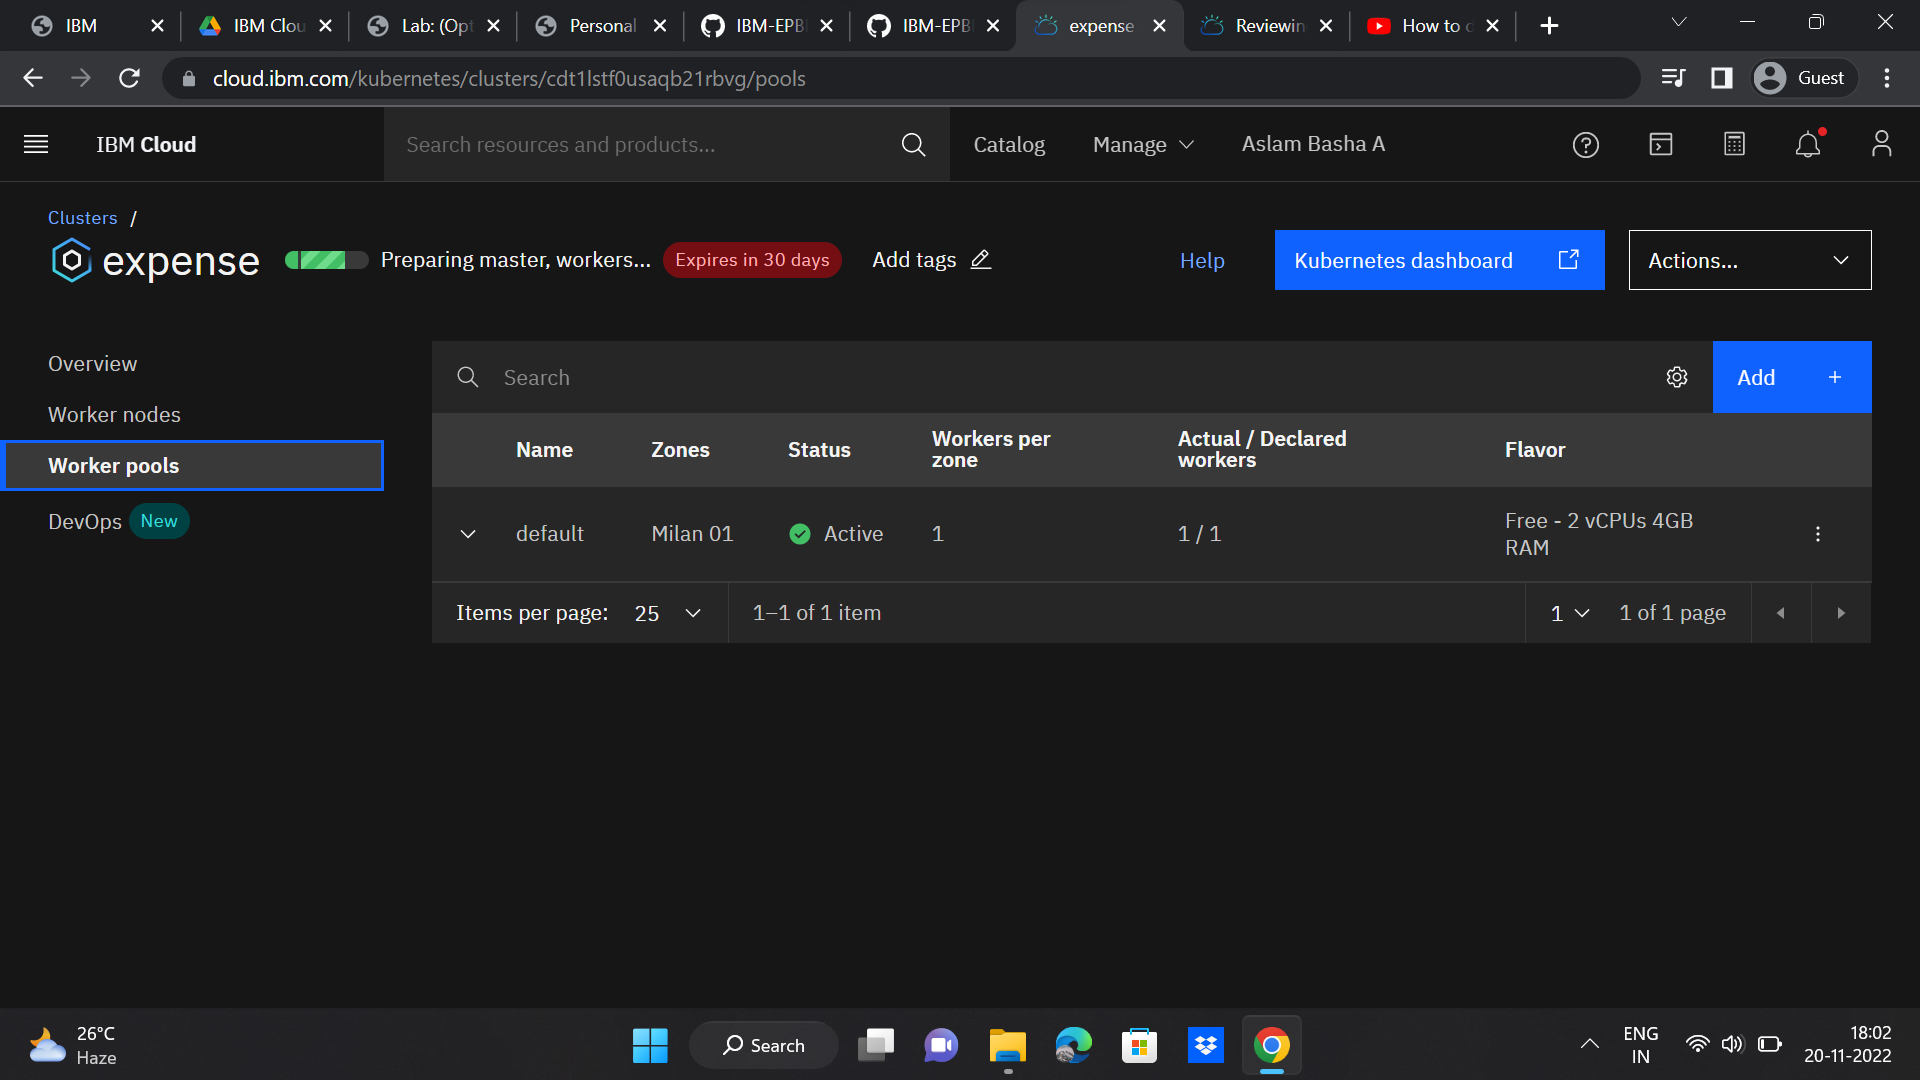 IBM
IBM Clou
Lab: (Opt
Personal
IBM-EPB
IBM-EPB
expense
Reviewin
How to c
cloud.ibm.com/kubernetes/clusters/cdt1lstf0usaqb21rbvg/pools
Guest
IBM Cloud
Search resources and products...
Catalog
Manage
Aslam Basha A
Clusters /
expense
Preparing master, workers...
Expires in 30 days
Add tags
Help
Kubernetes dashboard
Actions...
Overview
Worker nodes
Worker pools
DevOps New
Search
Add +
Name
Zones
Status
Workers per
zone
Actual / Declared
workers
Flavor
default
Milan 01
Active
1
1 / 1
Free - 2 vCPUs 4GB
RAM
Items per page: 25
1–1 of 1 item
1
1 of 1 page
26°C
Haze
Search
ENG
IN
18:02
20-11-2022